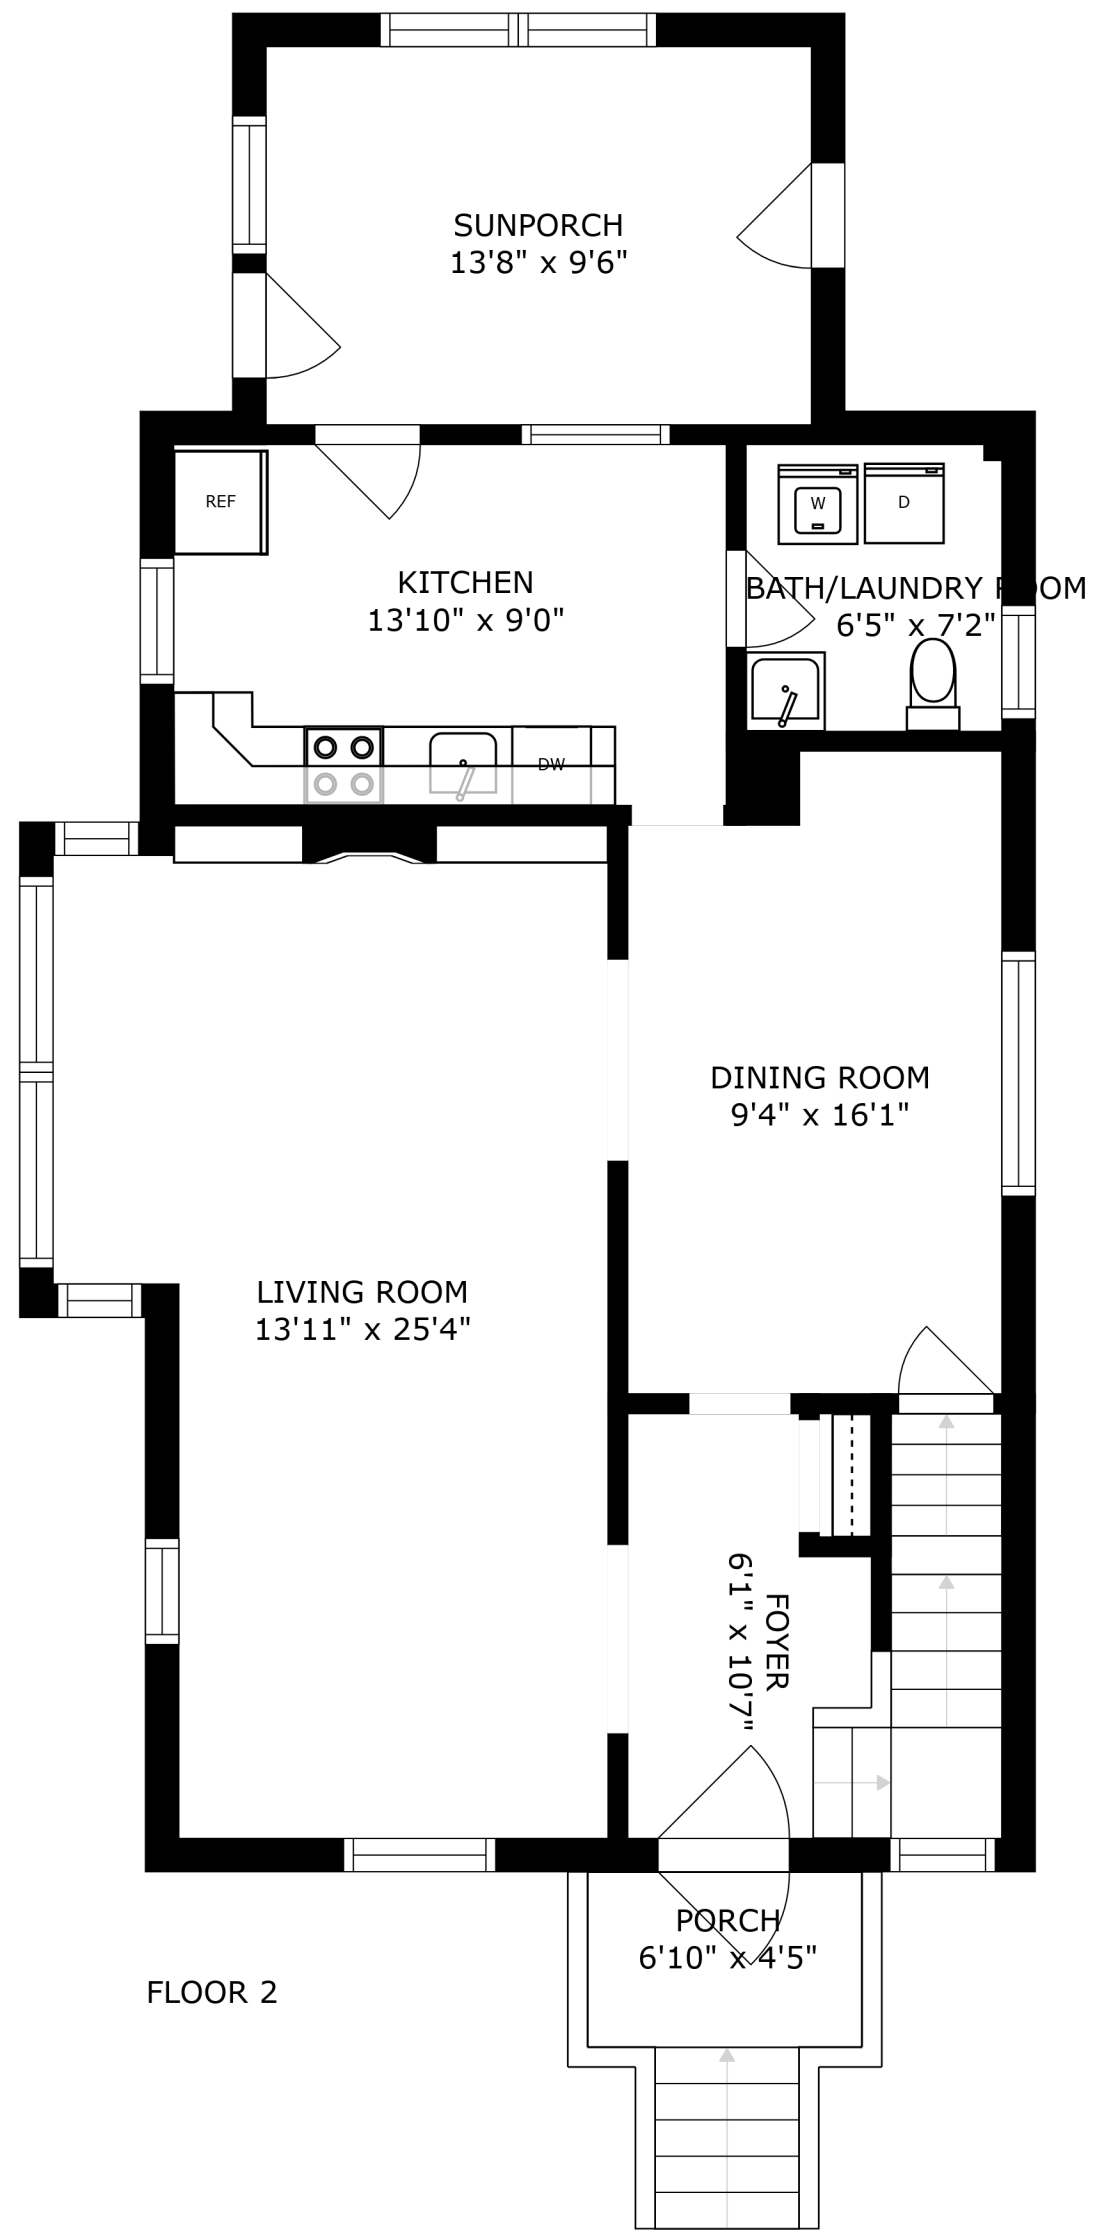 SUNPORCH
13'8" x 9'6"
REF
W
D
KITCHEN
13'10" x 9'0"
BATH/LAUNDRY ROOM
6'5" x 7'2"
DW
DINING ROOM
9'4" x 16'1"
LIVING ROOM
13'11" x 25'4"
FOYER
6'1" x 10'7"
PORCH
6'10" x 4'5"
FLOOR 2